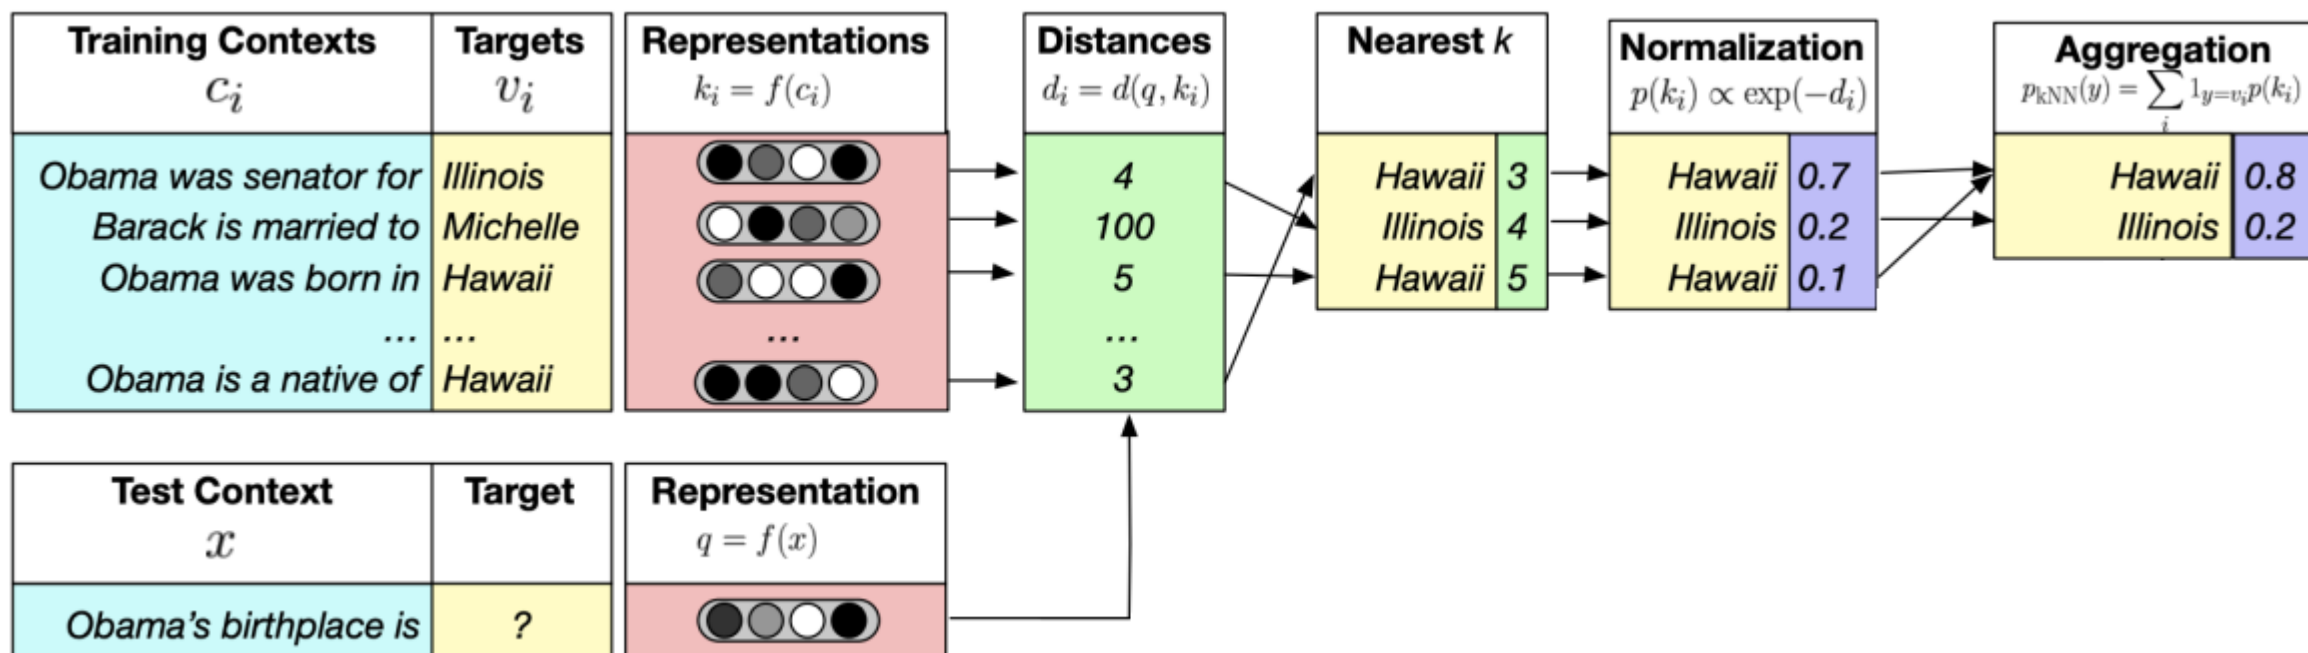 Training Contexts Targets Representations Distances Nearest k Normalization Aggregation
c_i v_i k_i = f(c_i) d_i = d(q, k_i) p(k_i) ∝ exp(−d_i) p_kNN(y) = ∑_i 1_{y=v_i} p(k_i)
Obama was senator for Illinois 4 Hawaii 3 Hawaii 0.7 Hawaii 0.8
Barack is married to Michelle 100 Illinois 4 Illinois 0.2 Illinois 0.2
Obama was born in Hawaii 5 Hawaii 5 Hawaii 0.1
... ... ... ...
Obama is a native of Hawaii 3
Test Context Target Representation
x q = f(x)
Obama's birthplace is ?